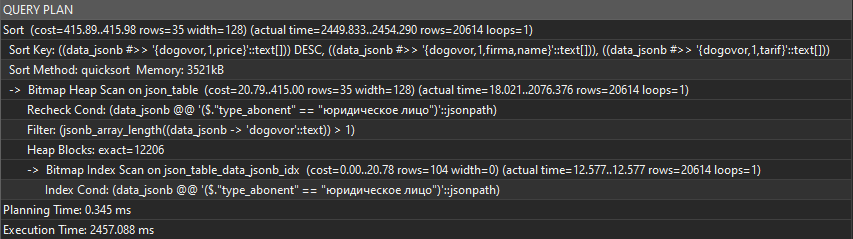 QUERY PLAN
Sort  (cost=415.89..415.98 rows=35 width=128) (actual time=2449.833..2454.290 rows=20614 loops=1)
Sort Key: ((data_jsonb #>> '{dogovor,1,price}'::text[])) DESC, ((data_jsonb #>> '{dogovor,1,firma,name}'::text[])), ((data_jsonb #>> '{dogovor,1,tarif}'::text[]))
Sort Method: quicksort  Memory: 3521kB
->  Bitmap Heap Scan on json_table  (cost=20.79..415.00 rows=35 width=128) (actual time=18.021..2076.376 rows=20614 loops=1)
Recheck Cond: (data_jsonb @@ '($."type_abonent" == "юридическое лицо")'::jsonpath)
Filter: (jsonb_array_length((data_jsonb -> 'dogovor'::text)) > 1)
Heap Blocks: exact=12206
->  Bitmap Index Scan on json_table_data_jsonb_idx  (cost=0.00..20.78 rows=104 width=0) (actual time=12.577..12.577 rows=20614 loops=1)
Index Cond: (data_jsonb @@ '($."type_abonent" == "юридическое лицо")'::jsonpath)
Planning Time: 0.345 ms
Execution Time: 2457.088 ms